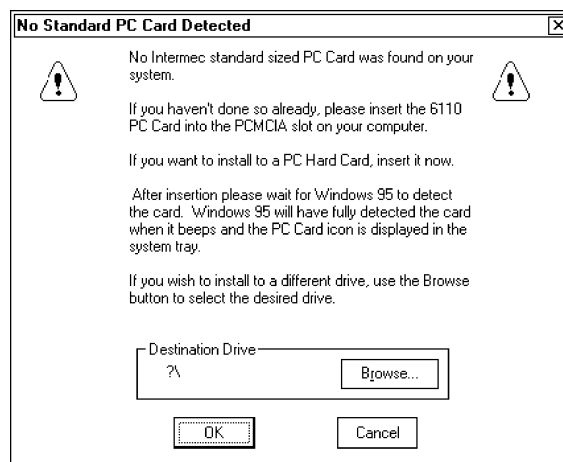 No Standard PC Card Detected
No Intermec standard sized PC Card was found on your
system.
If you haven't done so already, please insert the 6110
PC Card into the PCMCIA slot on your computer.
If you want to install to a PC Hard Card, insert it now.
After insertion please wait for Windows 95 to detect
the card. Windows 95 will have fully detected the card
when it beeps and the PC Card icon is displayed in the
system tray.
If you wish to install to a different drive, use the Browse
button to select the desired drive.
Destination Drive
?\
Browse...
OK
Cancel